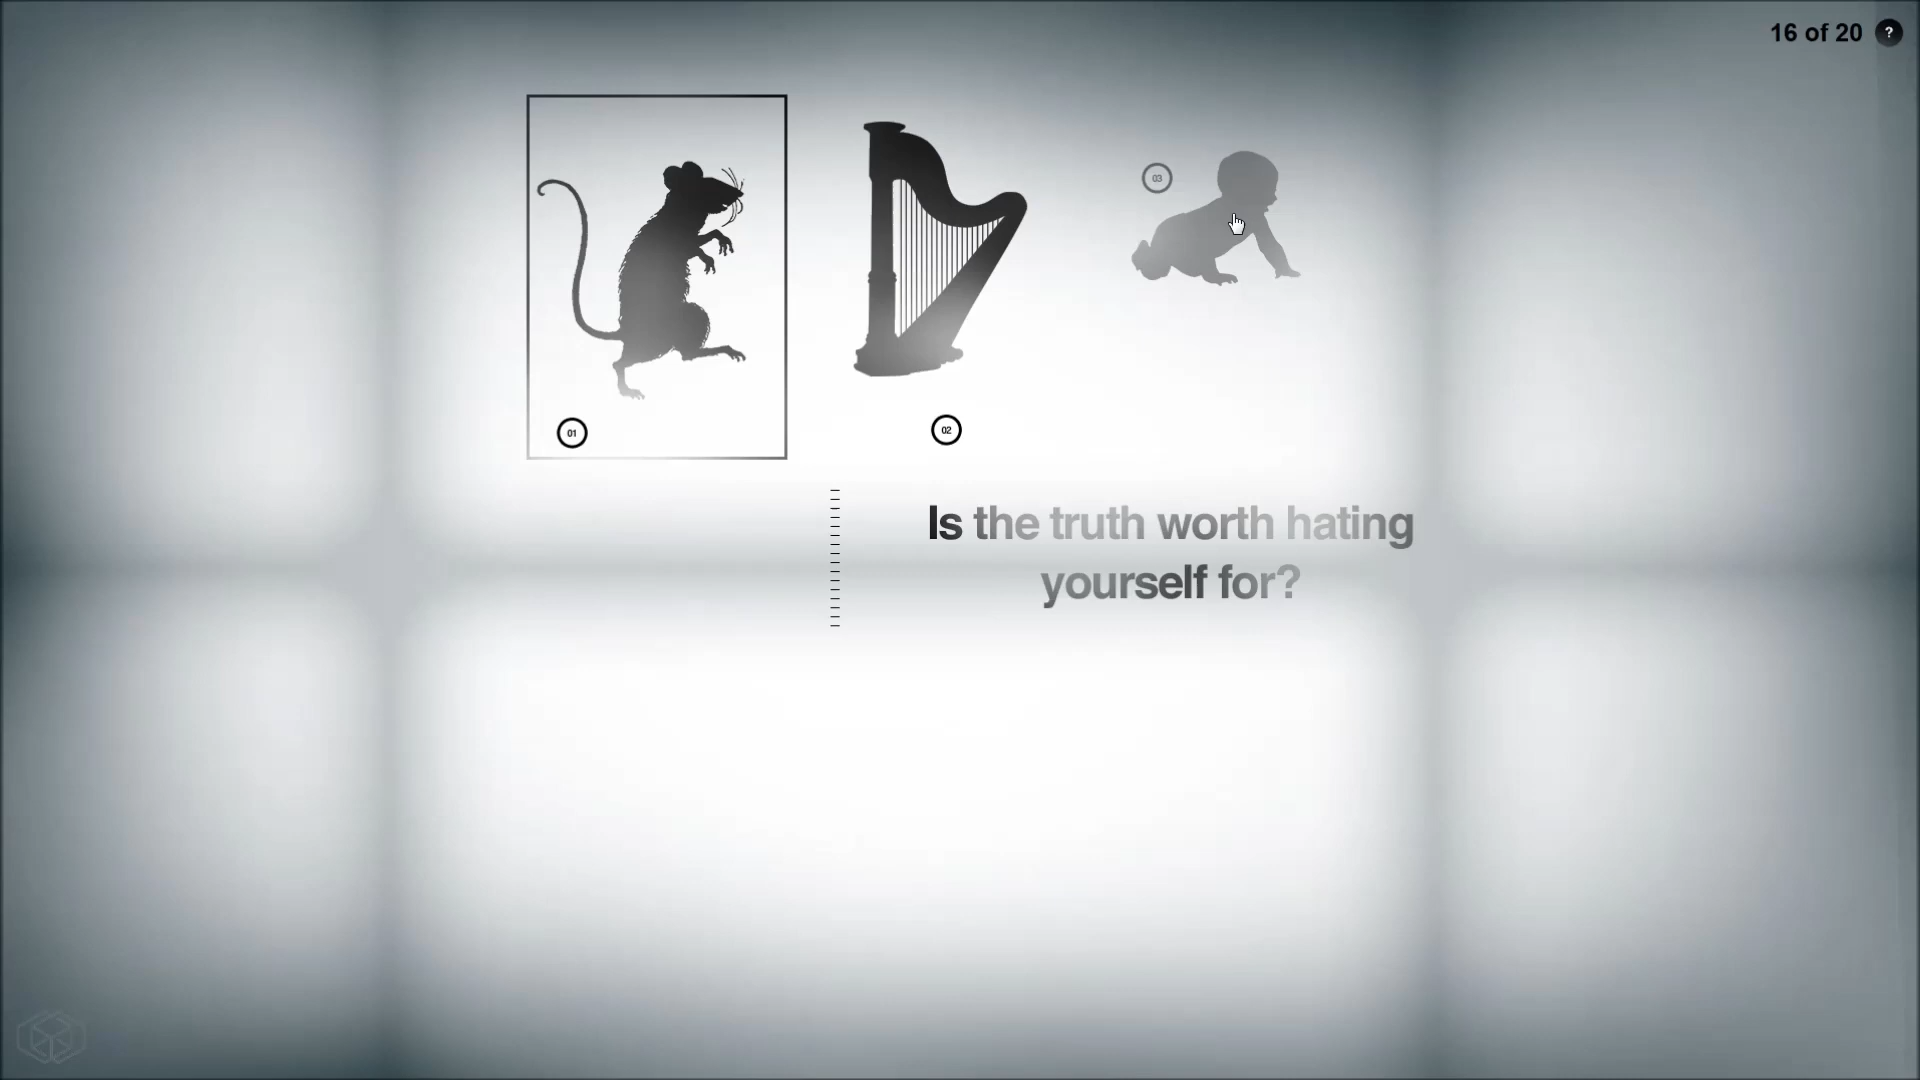 16 of 20 ?
03
01
02
Is the truth worth hating
yourself for?